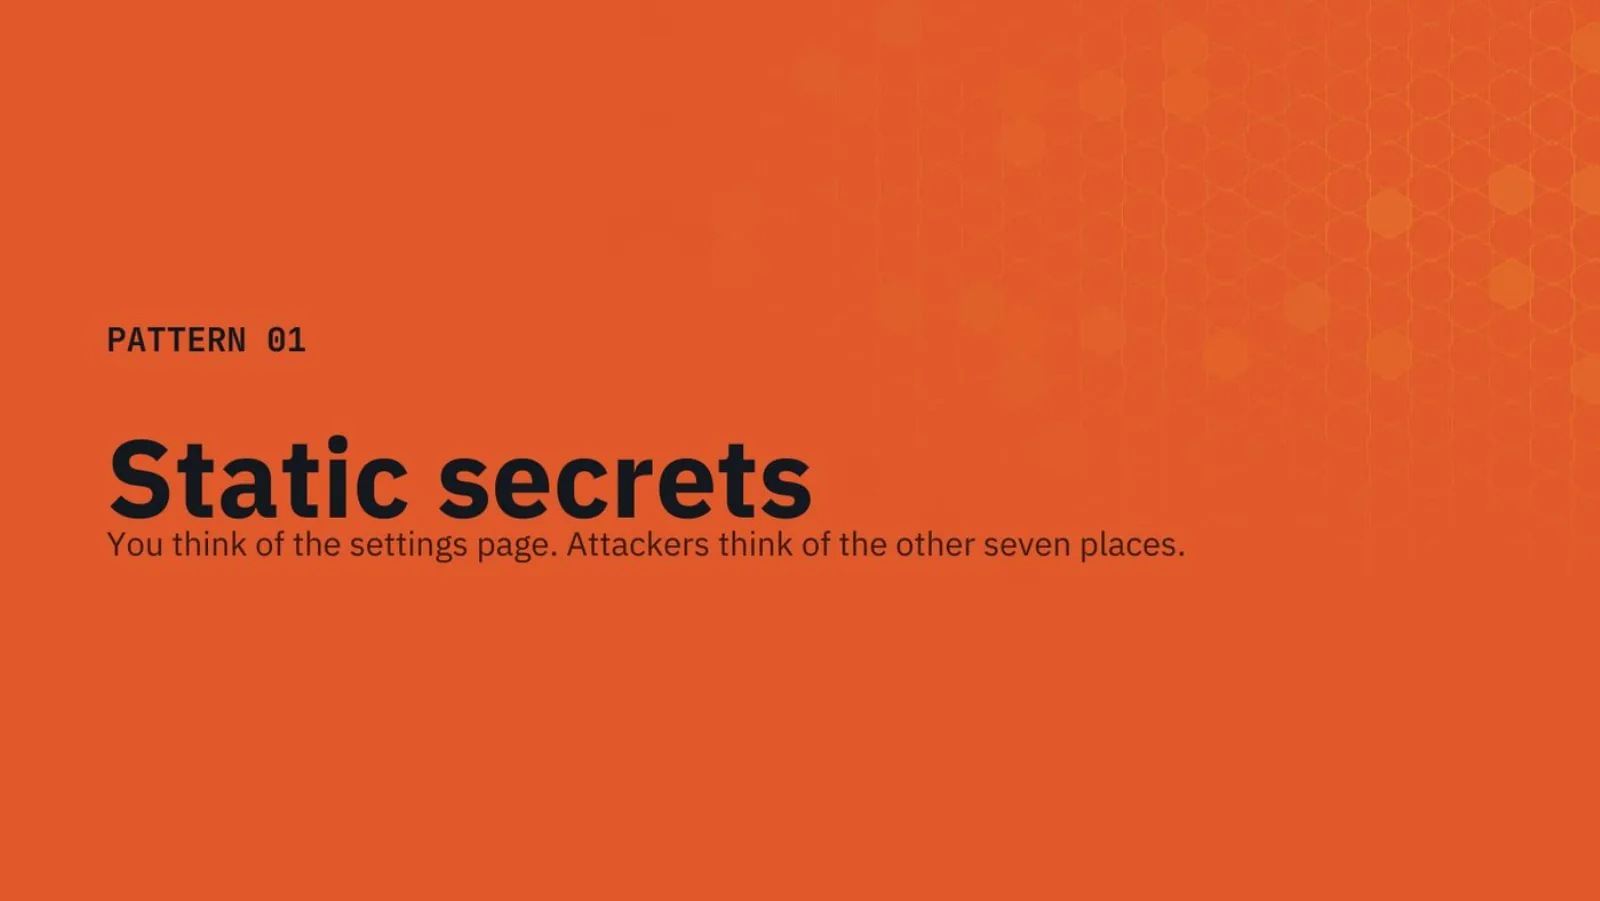 PATTERN 01
Static secrets
You think of the settings page. Attackers think of the other seven places.